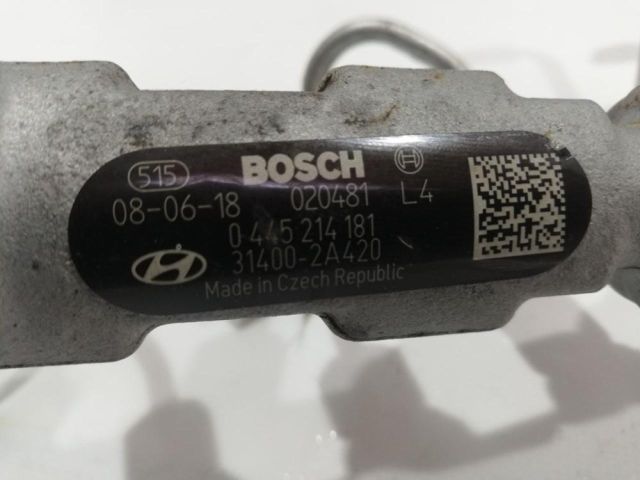 515 BOSCH
08-06-18 020481 L4
0 445 214 181
31400-2A420
Made in Czech Republic